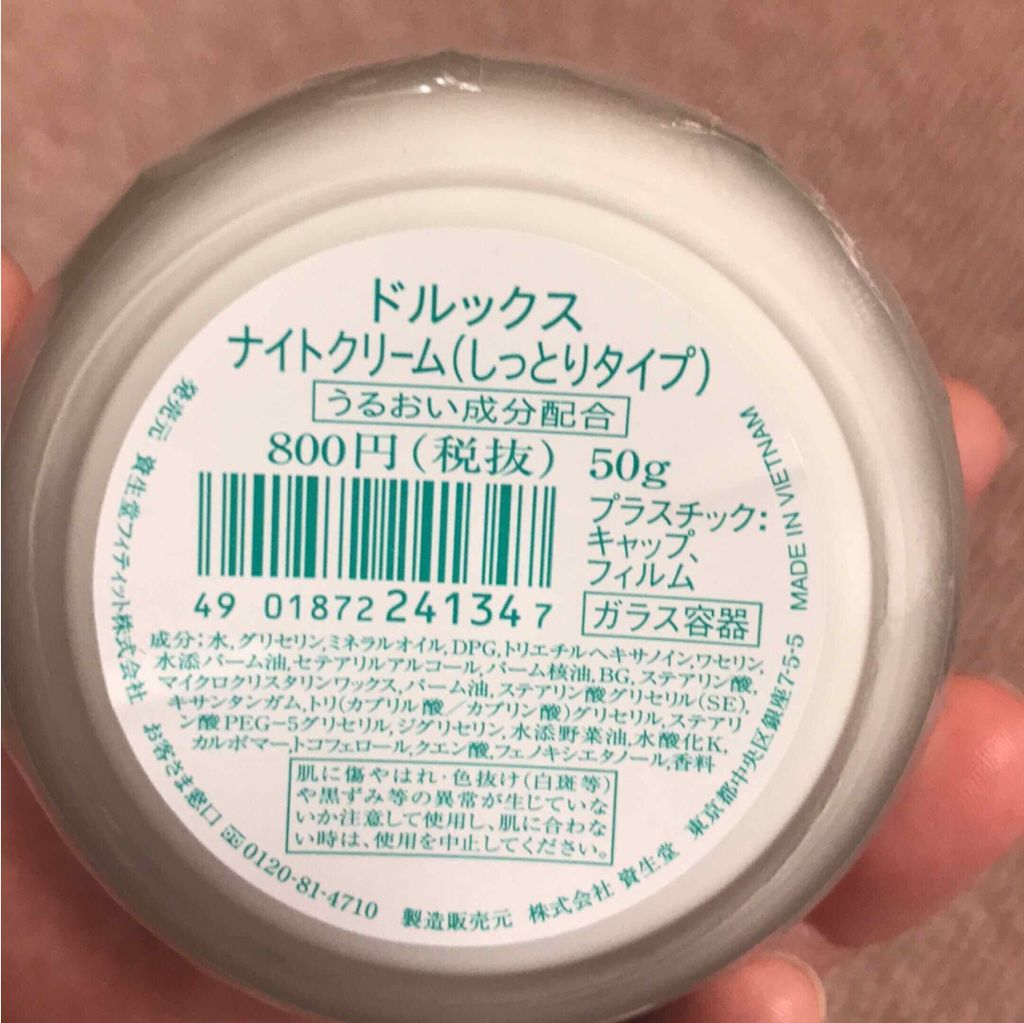 ドルックス
ナイトクリーム(しっとりタイプ)
うるおい成分配合
800円(税抜) 50g
プラスチック:
キャップ、
フィルム
ガラス容器
49 01872 241347
成分:水,グリセリン,ミネラルオイル,DPG,トリエチルヘキサノイン,ワセリン,
水添パーム油,セテアリルアルコール,パーム核油,BG,ステアリン酸,
マイクロクリスタリンワックス,パーム油,ステアリン酸グリセリル(SE),
キサンタンガム,トリ(カプリル酸/カプリン酸)グリセリル,ステアリ
ン酸PEG-5グリセリル,ジグリセリン,水添野菜油,水酸化K,
カルボマー,トコフェロール,クエン酸,フェノキシエタノール,香料
肌に傷やはれ・色抜け(白斑等)
や黒ずみ等の異常が生じていな
いか注意して使用し、肌に合わな
い時は、使用を中止してください。
発売元 資生堂フィティット株式会社 お客さま窓口 0120-81-4710 製造販売元 株式会社 資生堂 東京都中央区銀座7-5-5 MADE IN VIETNAM